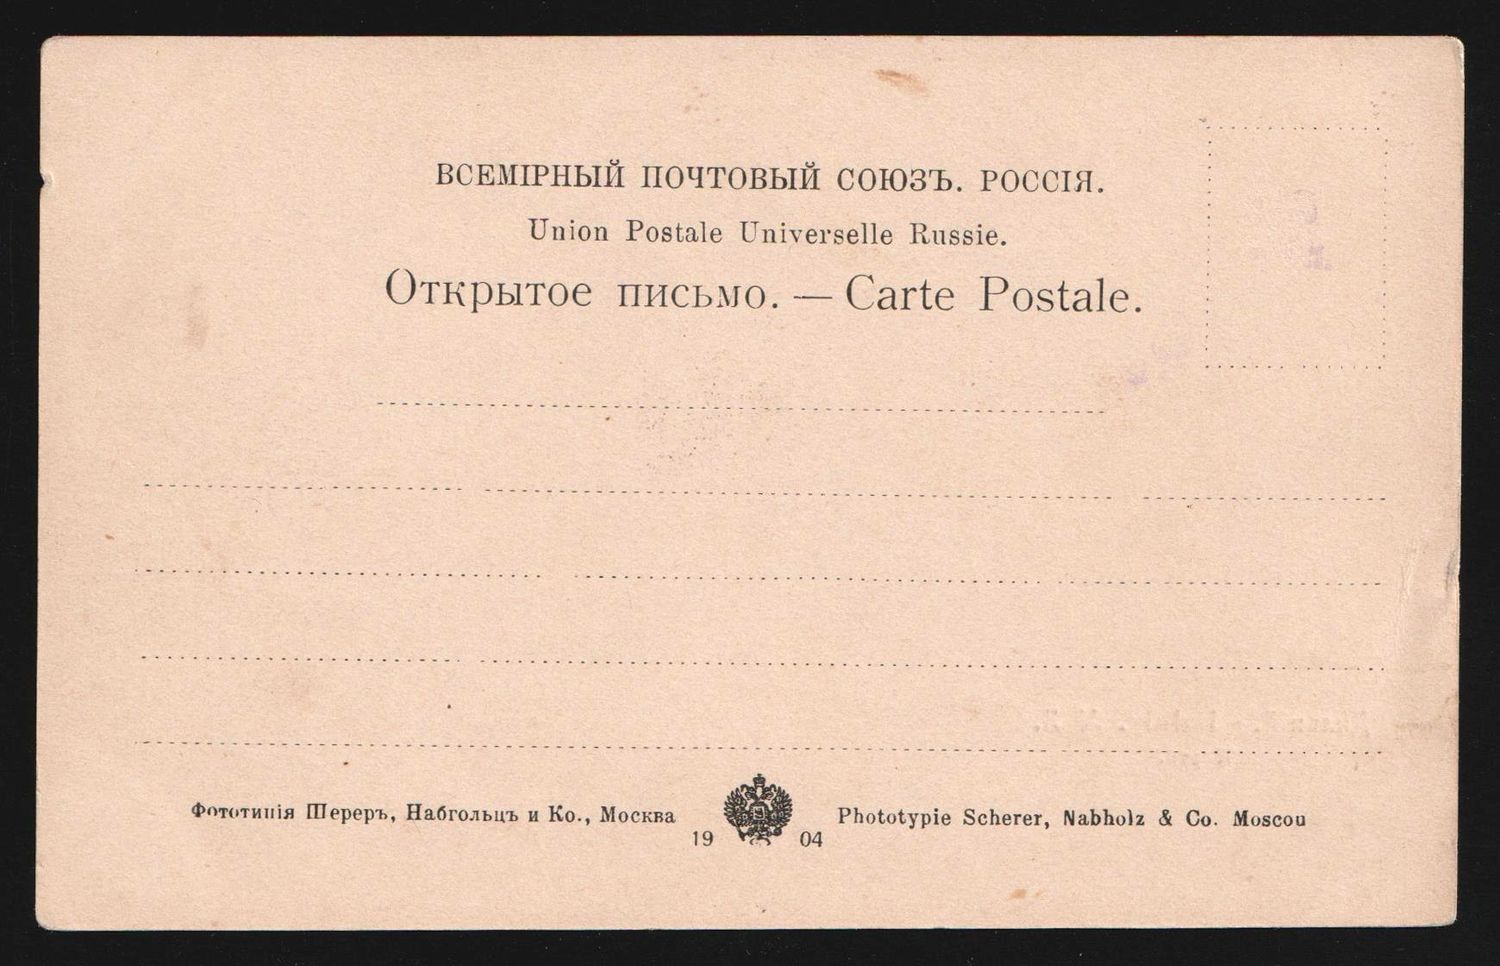 ВСЕМІРНЫЙ ПОЧТОВЫЙ СОЮЗЪ. РОССІЯ.
Union Postale Universelle Russie.
Открытое письмо. — Carte Postale.
Фототипія Шереръ, Набгольцъ и Ко., Москва
19 04
Phototypie Scherer, Nabholz & Co. Moscou